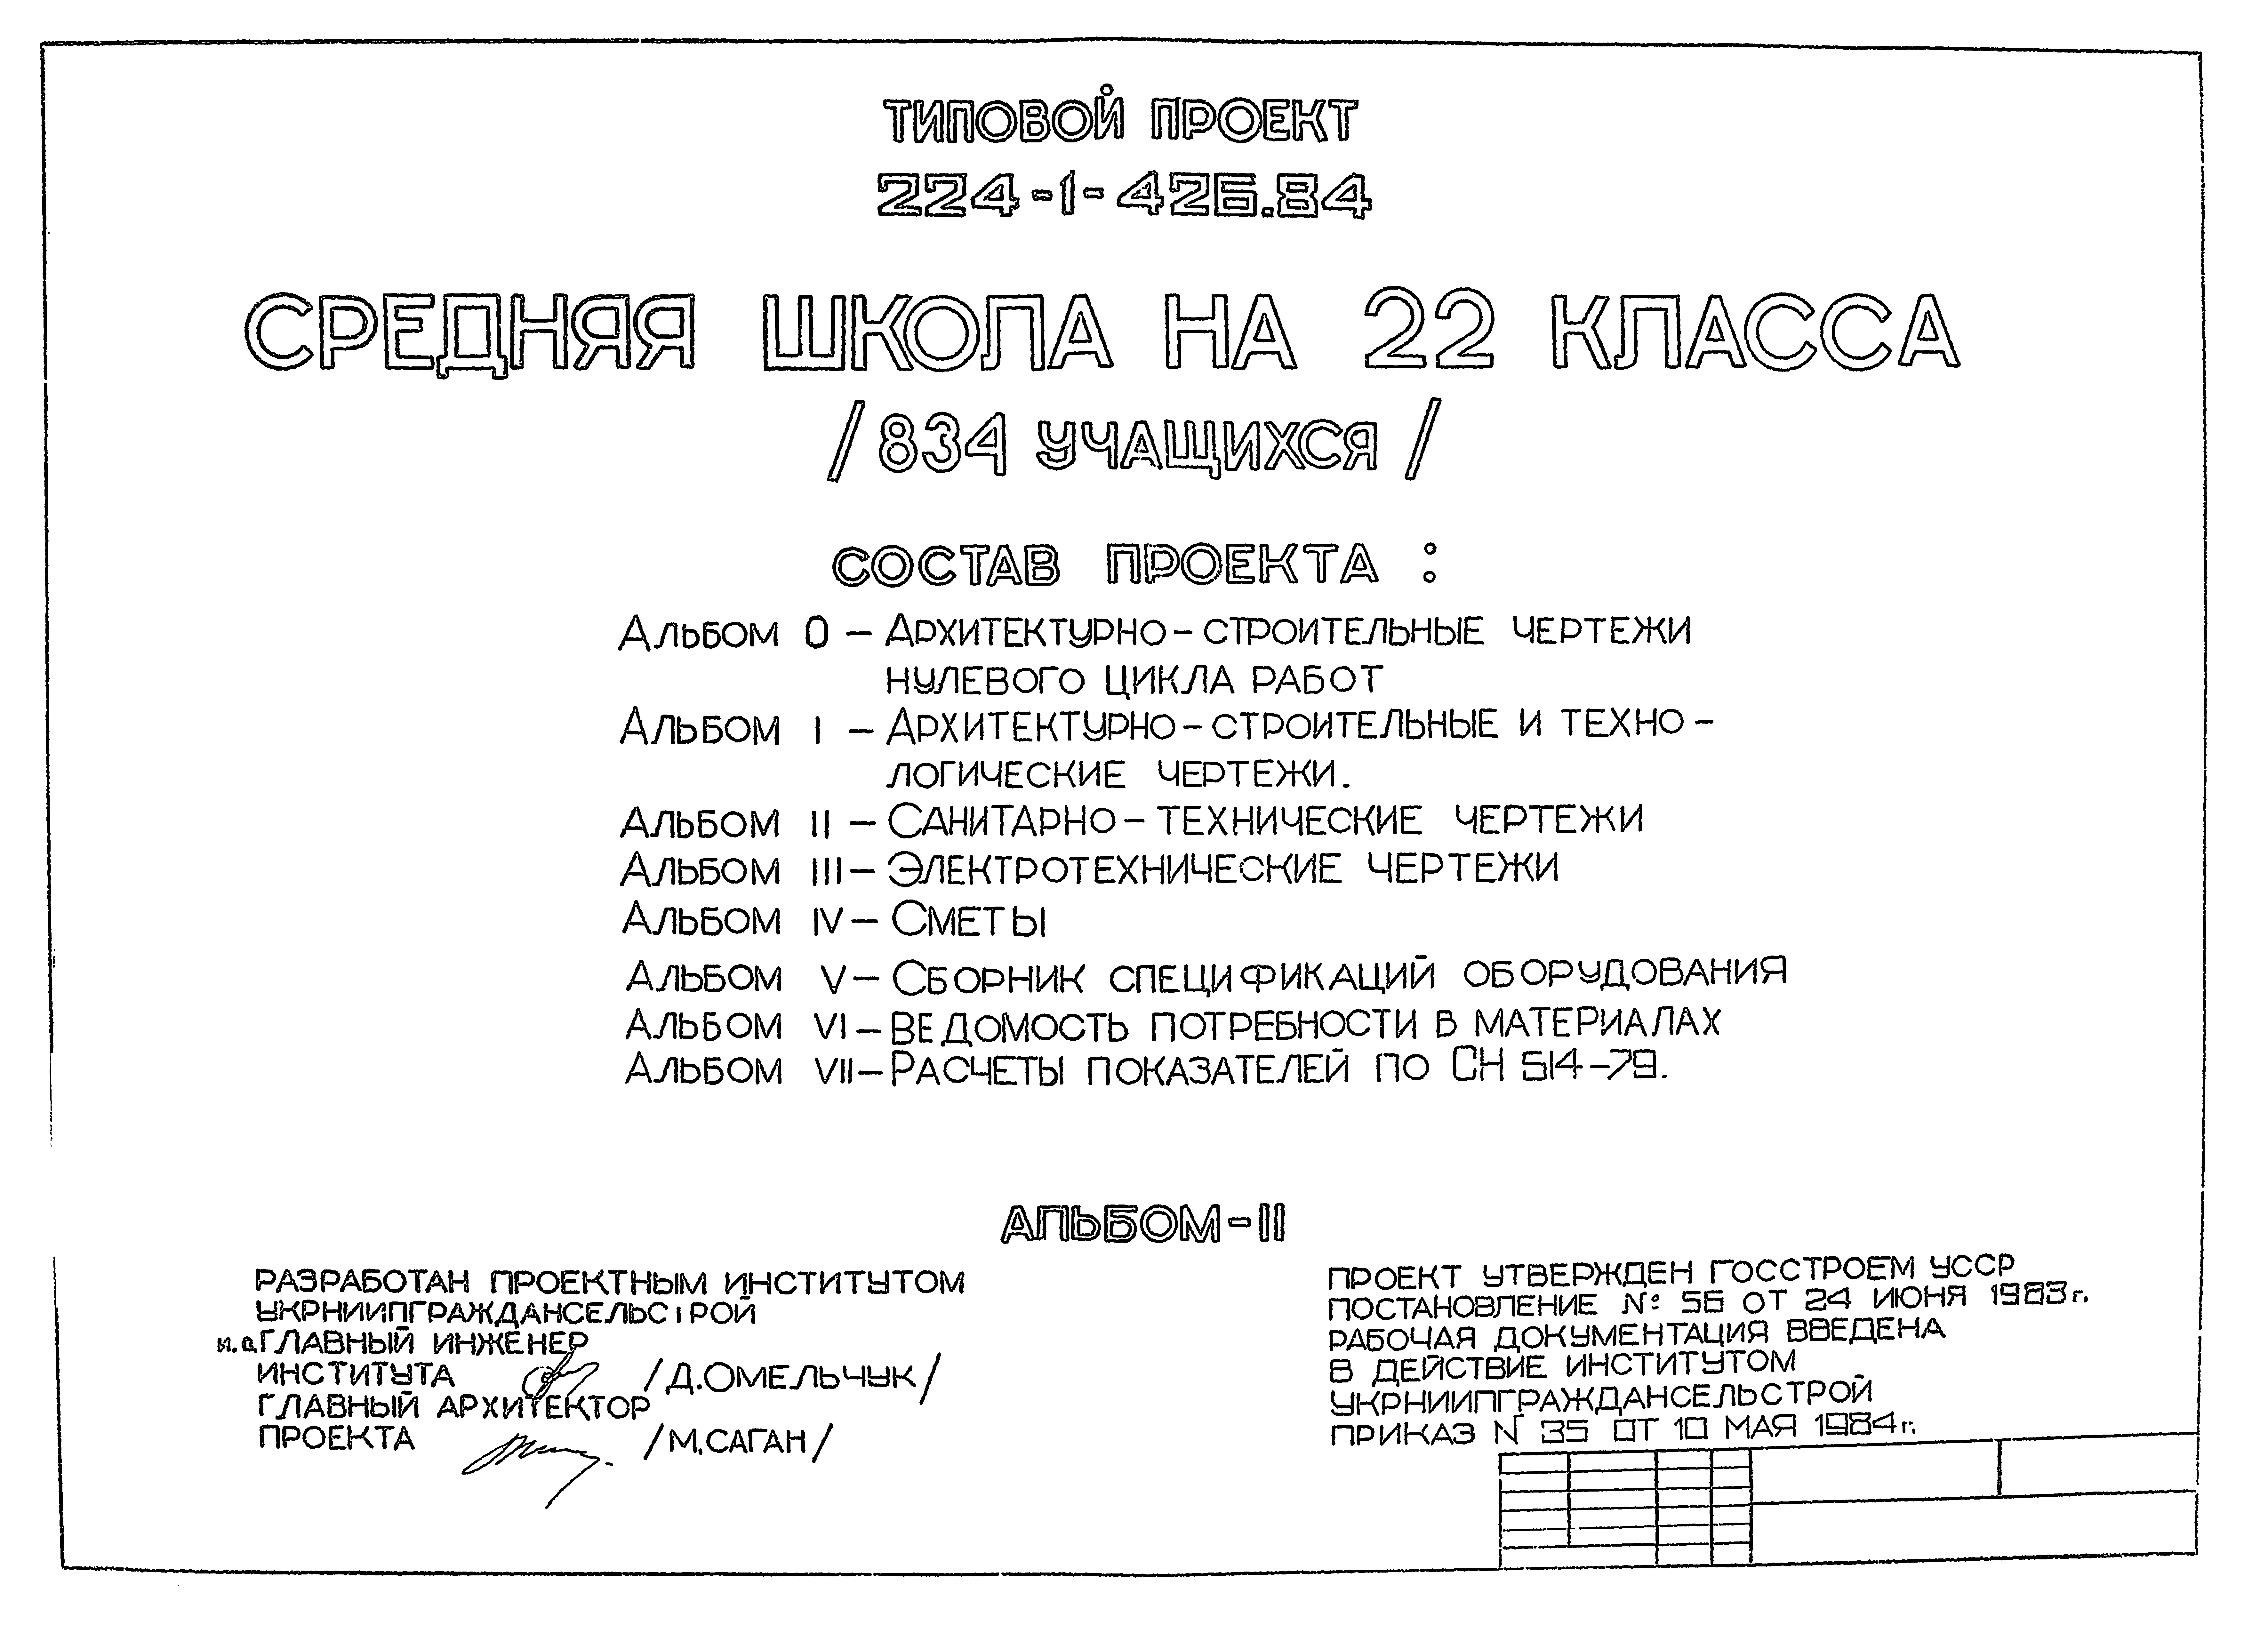 ТИПОВОЙ ПРОЕКТ
224-1-426.84
СРЕДНЯЯ ШКОЛА НА 22 КЛАССА
/834 УЧАЩИХСЯ/
СОСТАВ ПРОЕКТА:
АЛЬБОМ 0 – АРХИТЕКТУРНО-СТРОИТЕЛЬНЫЕ ЧЕРТЕЖИ
НУЛЕВОГО ЦИКЛА РАБОТ
АЛЬБОМ I – АРХИТЕКТУРНО-СТРОИТЕЛЬНЫЕ И ТЕХНО-
ЛОГИЧЕСКИЕ ЧЕРТЕЖИ.
АЛЬБОМ II – САНИТАРНО-ТЕХНИЧЕСКИЕ ЧЕРТЕЖИ
АЛЬБОМ III – ЭЛЕКТРОТЕХНИЧЕСКИЕ ЧЕРТЕЖИ
АЛЬБОМ IV – СМЕТЫ
АЛЬБОМ V – СБОРНИК СПЕЦИФИКАЦИЙ ОБОРУДОВАНИЯ
АЛЬБОМ VI – ВЕДОМОСТЬ ПОТРЕБНОСТИ В МАТЕРИАЛАХ
АЛЬБОМ VII – РАСЧЕТЫ ПОКАЗАТЕЛЕЙ ПО СН 514-79.
АЛЬБОМ-II
РАЗРАБОТАН ПРОЕКТНЫМ ИНСТИТУТОМ
УКРНИИПГРАЖДАНСЕЛЬСТРОЙ
и.о. ГЛАВНЫЙ ИНЖЕНЕР
ИНСТИТУТА /Д.ОМЕЛЬЧУК/
ГЛАВНЫЙ АРХИТЕКТОР
ПРОЕКТА /М.САГАН/
ПРОЕКТ УТВЕРЖДЕН ГОССТРОЕМ УССР
ПОСТАНОВЛЕНИЕ № 56 ОТ 24 ИЮНЯ 1983г.
РАБОЧАЯ ДОКУМЕНТАЦИЯ ВВЕДЕНА
В ДЕЙСТВИЕ ИНСТИТУТОМ
УКРНИИПГРАЖДАНСЕЛЬСТРОЙ
ПРИКАЗ N 35 ОТ 10 МАЯ 1984г.